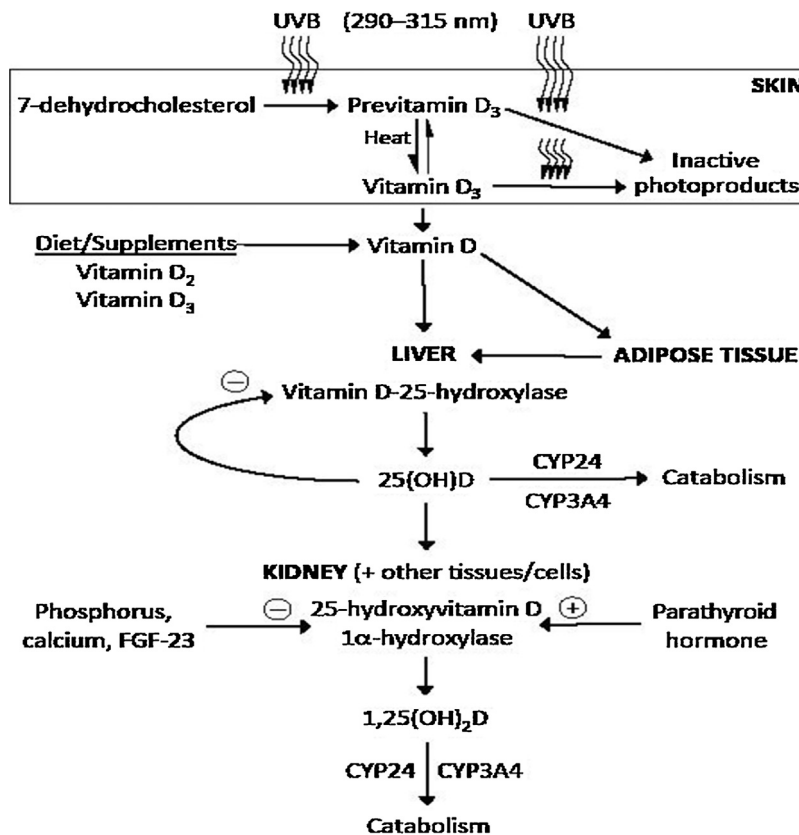 UVB (290–315 nm) UVB
SKIN
7-dehydrocholesterol Previtamin D₃
Heat
Inactive
photoproducts
Vitamin D₃
Diet/Supplements Vitamin D
Vitamin D₂
Vitamin D₃
LIVER ADIPOSE TISSUE
− Vitamin D-25-hydroxylase
25(OH)D CYP24 Catabolism
CYP3A4
KIDNEY (+ other tissues/cells)
Phosphorus,
calcium, FGF-23
− 25-hydroxyvitamin D +
1α-hydroxylase
Parathyroid
hormone
1,25(OH)₂D
CYP24 CYP3A4
Catabolism